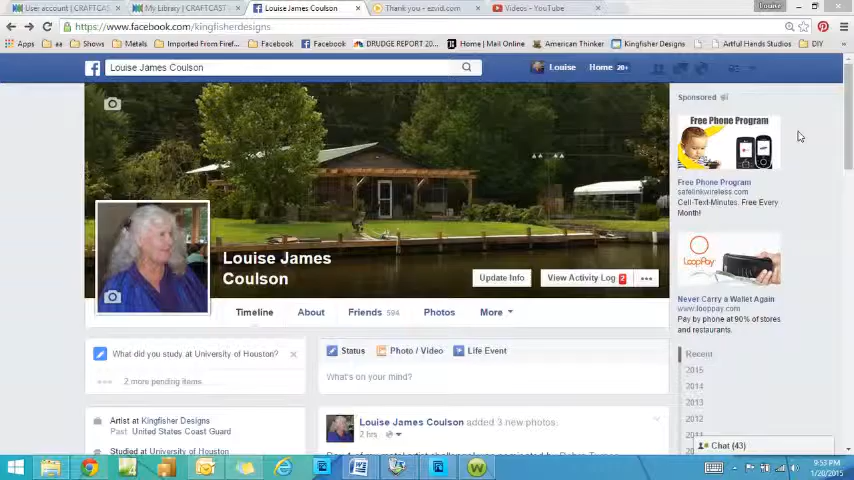 User account | CRAFTCAS
My Library | CRAFTCAST
Louise James Coulson
Thank you - ezvid.com
Videos - YouTube
Louise
https://www.facebook.com/kingfisherdesigns
Apps
aa
Shows
Metals
Imported From Firef...
Facebook
Facebook
DRUDGE REPORT 20...
Home | Mail Online
American Thinker
Kingfisher Designs
Artful Hands Studios
DIY
Louise James Coulson
Louise
Home 20+
Sponsored
Free Phone Program
Free Phone Program
safelinkwireless.com
Cell-Text-Minutes. Free Every
Month!
LOOPPAY
Never Carry a Wallet Again
www.looppay.com
Pay by phone at 90% of stores
and restaurants.
Louise James
Coulson
Update Info
View Activity Log 2
Timeline
About
Friends 594
Photos
More
What did you study at University of Houston?
2 more pending items
Status
Photo / Video
Life Event
What's on your mind?
Recent
2015
2014
2013
2012
Artist at Kingfisher Designs
Past United States Coast Guard
Louise James Coulson added 3 new photos.
2 hrs
Chat (43)
9:53 PM
1/20/2015